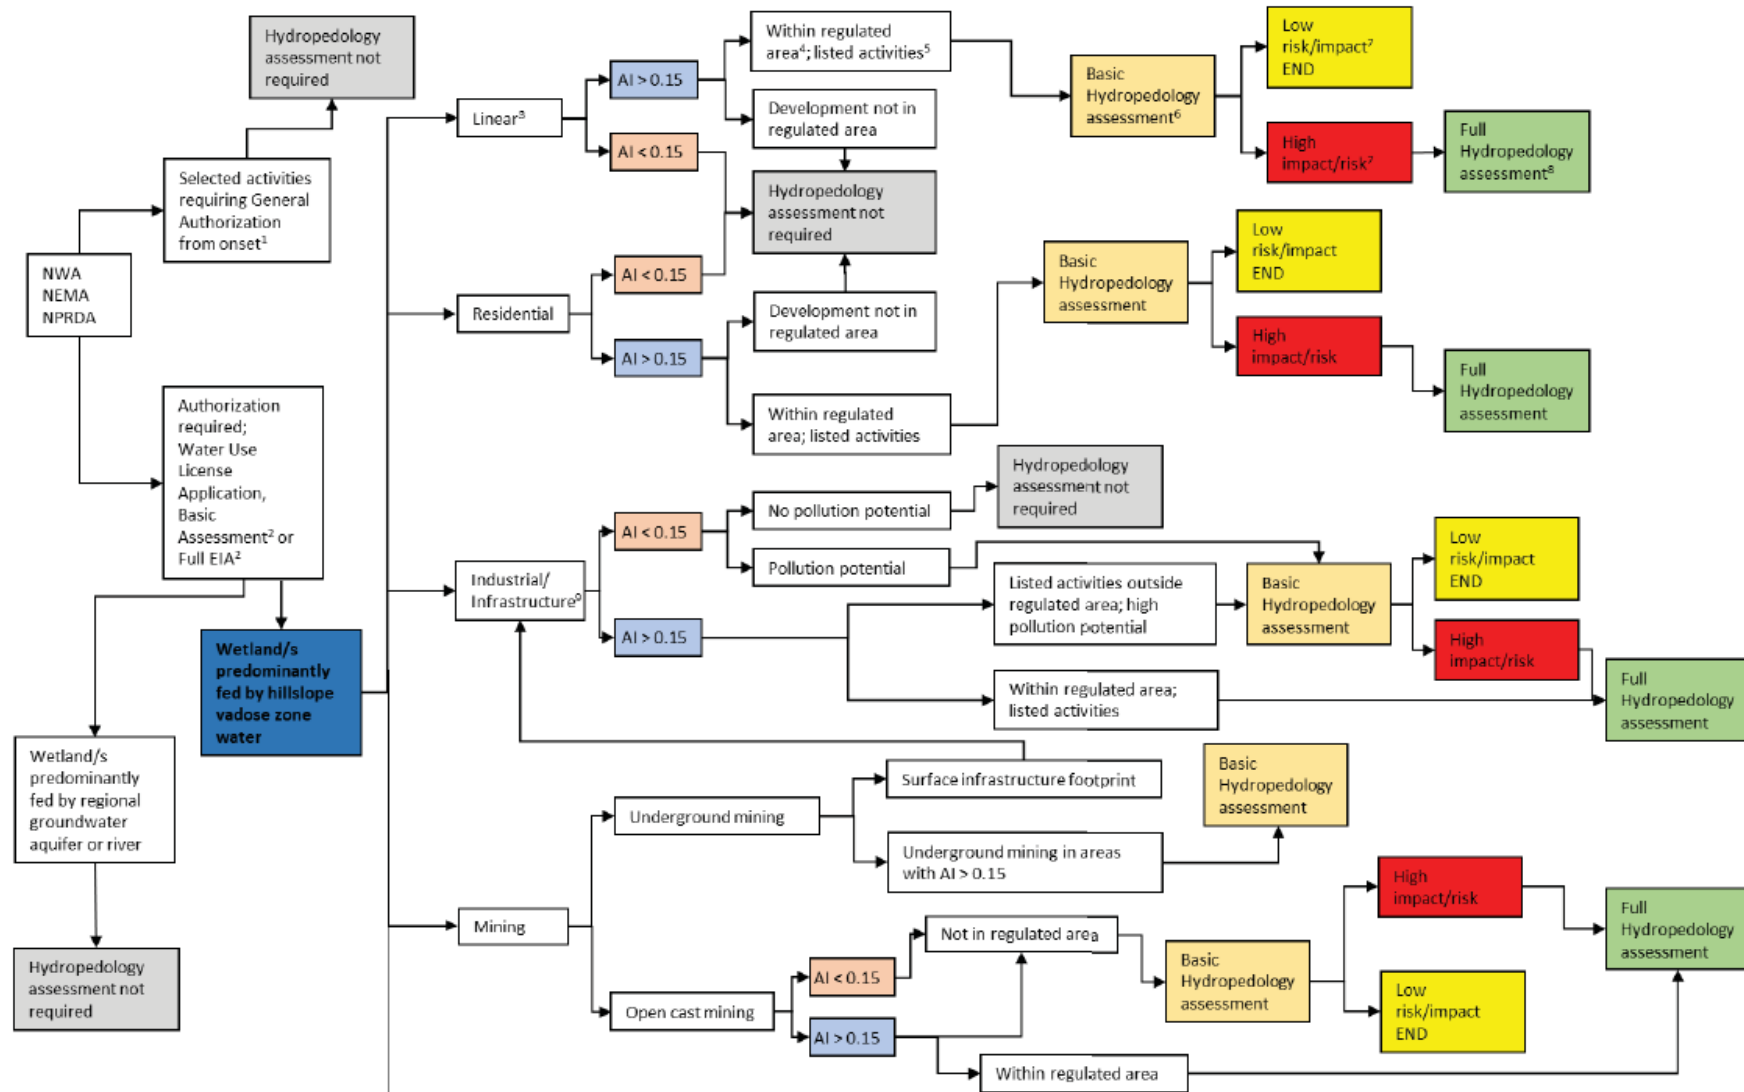 Hydropedology
assessment not
required
Selected activities
requiring General
Authorization
from onset¹
NWA
NEMA
NPRDA
Authorization
required;
Water Use
License
Application,
Basic
Assessment² or
Full EIA²
Wetland/s
predominantly
fed by hillslope
vadose zone
water
Wetland/s
predominantly
fed by regional
groundwater
aquifer or river
Hydropedology
assessment not
required
Linear³
AI > 0.15
AI < 0.15
Within regulated
area⁴; listed activities⁵
Development not in
regulated area
Hydropedology
assessment not
required
Basic
Hydropedology
assessment⁶
Low
risk/impact⁷
END
High
impact/risk⁷
Full
Hydropedology
assessment⁸
Residential
AI < 0.15
AI > 0.15
Development not in
regulated area
Within regulated
area; listed activities
Basic
Hydropedology
assessment
Low
risk/impact
END
High
impact/risk
Full
Hydropedology
assessment
Industrial/
Infrastructure⁹
AI < 0.15
AI > 0.15
No pollution potential
Hydropedology
assessment not
required
Pollution potential
Listed activities outside
regulated area; high
pollution potential
Within regulated area;
listed activities
Basic
Hydropedology
assessment
Low
risk/impact
END
High
impact/risk
Full
Hydropedology
assessment
Mining
Underground mining
Surface infrastructure footprint
Underground mining in areas
with AI > 0.15
Basic
Hydropedology
assessment
Open cast mining
AI < 0.15
AI > 0.15
Not in regulated area
Within regulated area
Basic
Hydropedology
assessment
High
impact/risk
Low
risk/impact
END
Full
Hydropedology
assessment